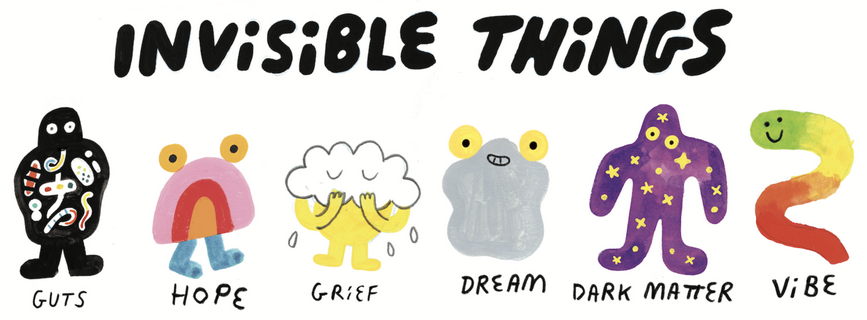 INViSiBLE THiNGS
GUTS
HOPE
GRiEF
DREAM
DARK MATTER
ViBE